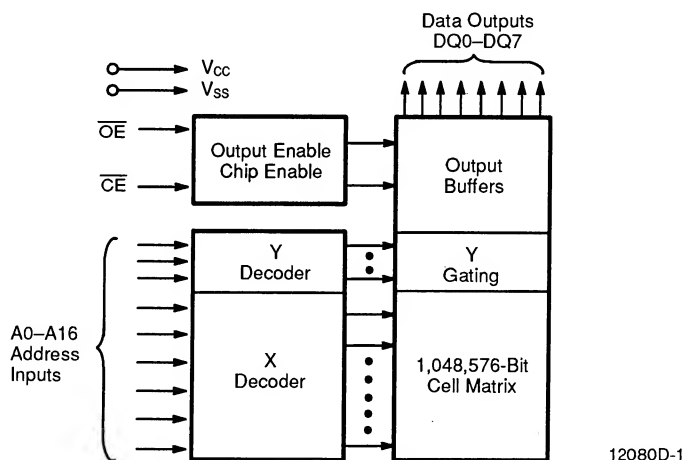 Data Outputs
DQ0–DQ7
VCC
VSS
OE
CE
Output Enable
Chip Enable
Output
Buffers
Y
Decoder
Y
Gating
A0–A16
Address
Inputs
X
Decoder
1,048,576-Bit
Cell Matrix
12080D-1